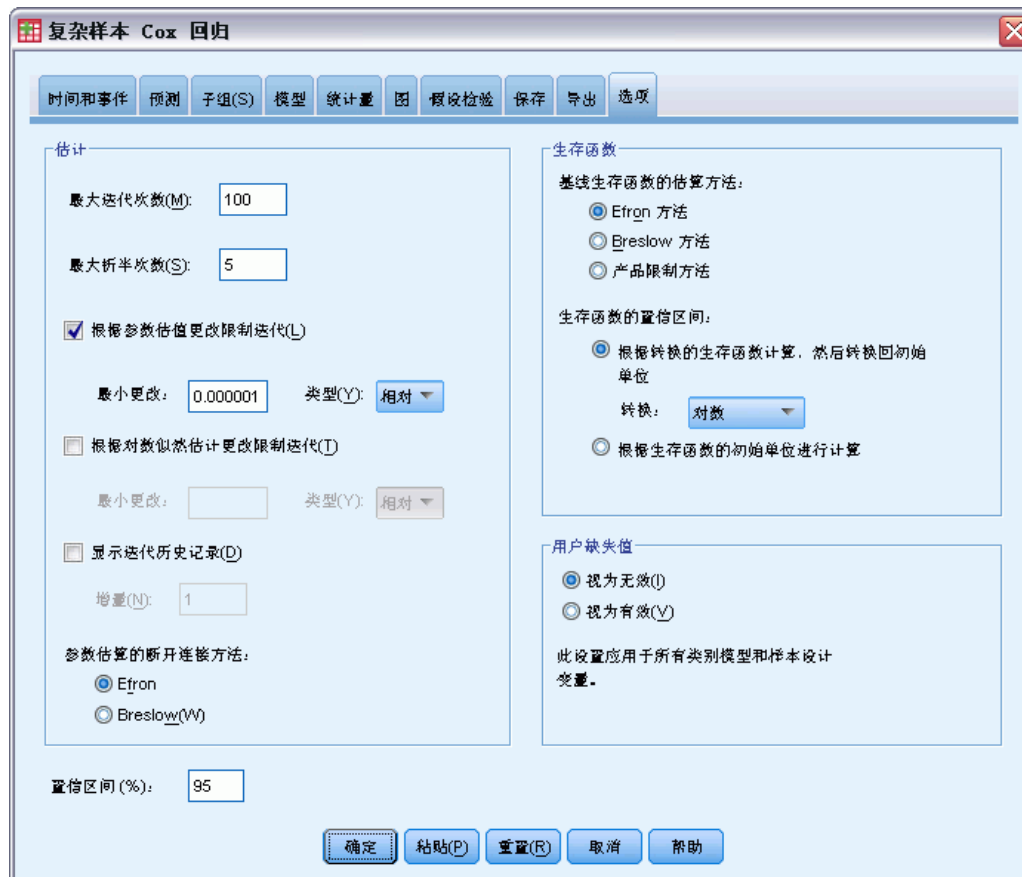 复杂样本 Cox 回归
时间和事件 预测 子组(S) 模型 统计量 图 假设检验 保存 导出 选项
估计
最大迭代次数(M): 100
最大折半次数(S): 5
根据参数估值更改限制迭代(L)
最小更改: 0.000001 类型(Y): 相对
根据对数似然估计更改限制迭代(T)
最小更改: 类型(Y): 相对
显示迭代历史记录(D)
增量(N): 1
参数估算的断开连接方法:
Efron
Breslow(W)
置信区间(%): 95
生存函数
基线生存函数的估算方法:
Efron 方法
Breslow 方法
产品限制方法
生存函数的置信区间:
根据转换的生存函数计算，然后转换回初始
单位
转换: 对数
根据生存函数的初始单位进行计算
用户缺失值
视为无效(I)
视为有效(V)
此设置应用于所有类别模型和样本设计
变量。
确定 粘贴(P) 重置(R) 取消 帮助